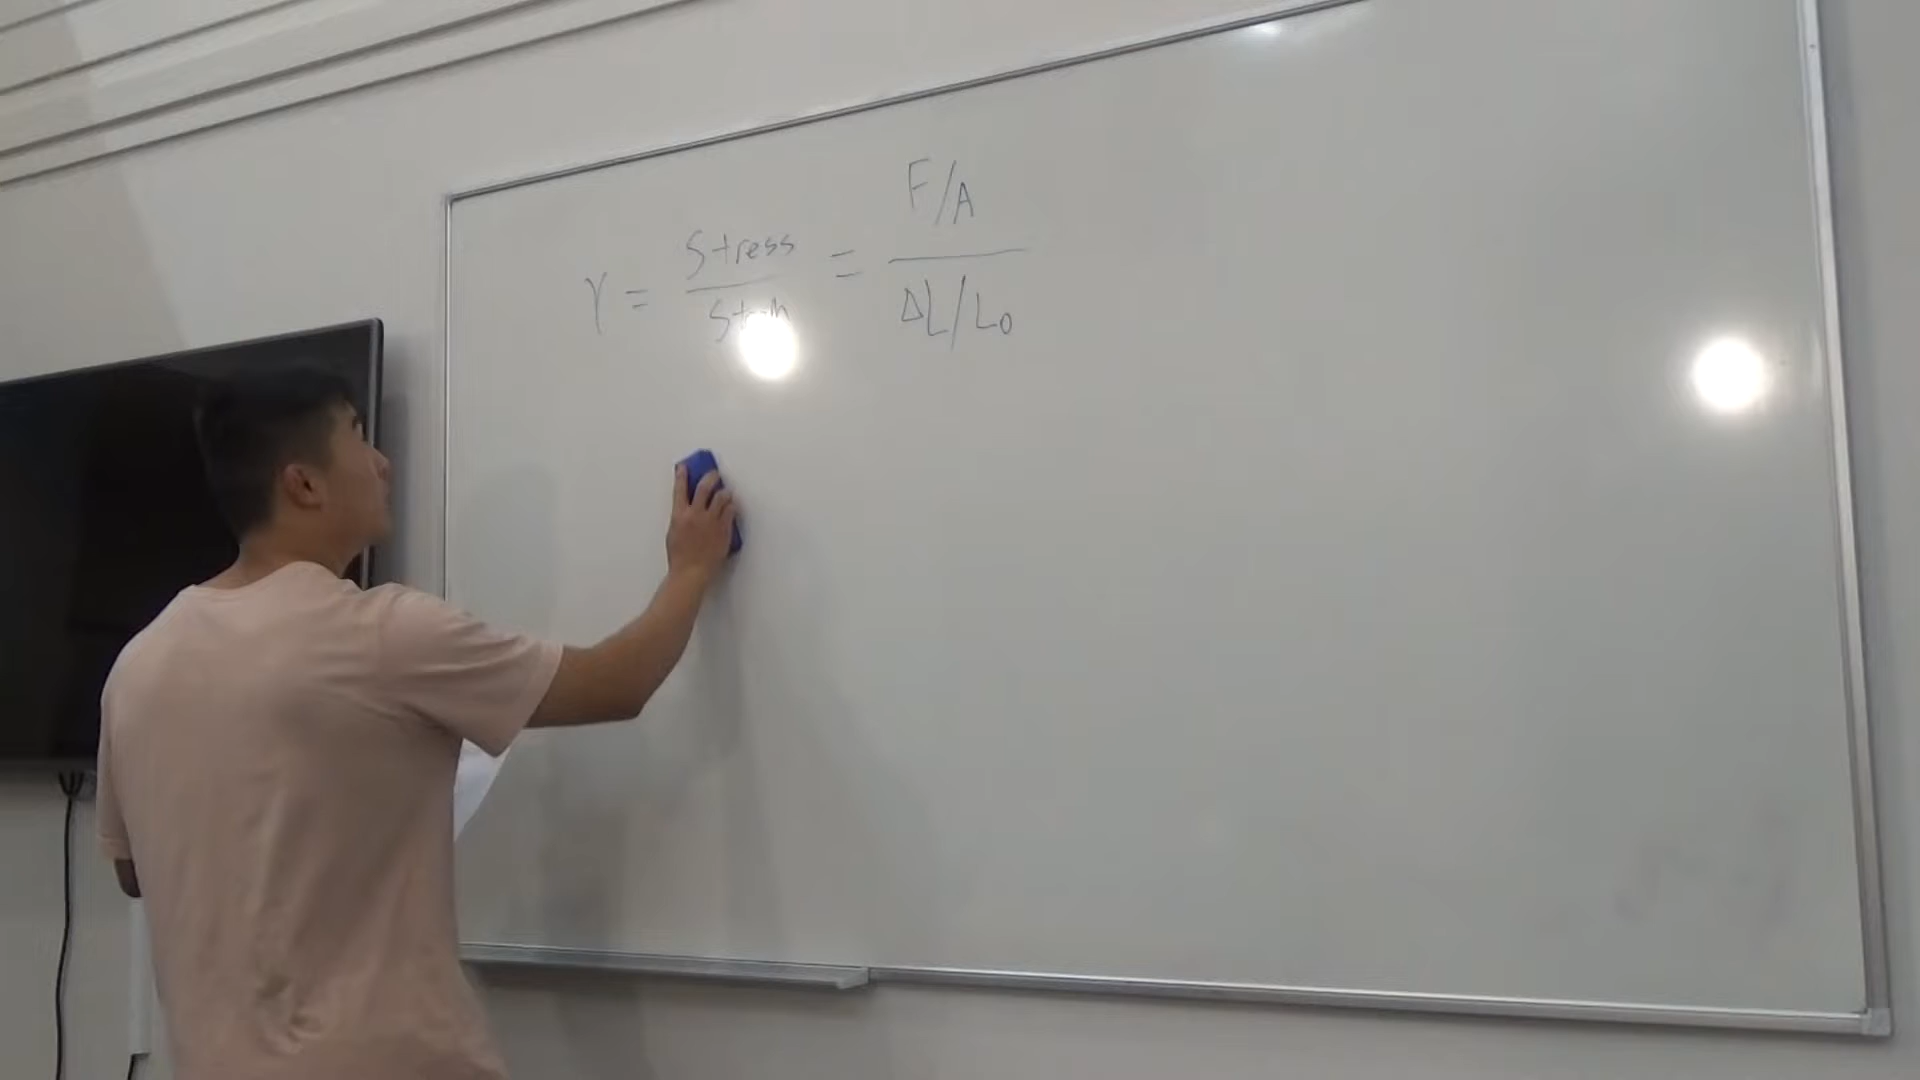 Y = Stress / Strain = F/A / ΔL/L₀